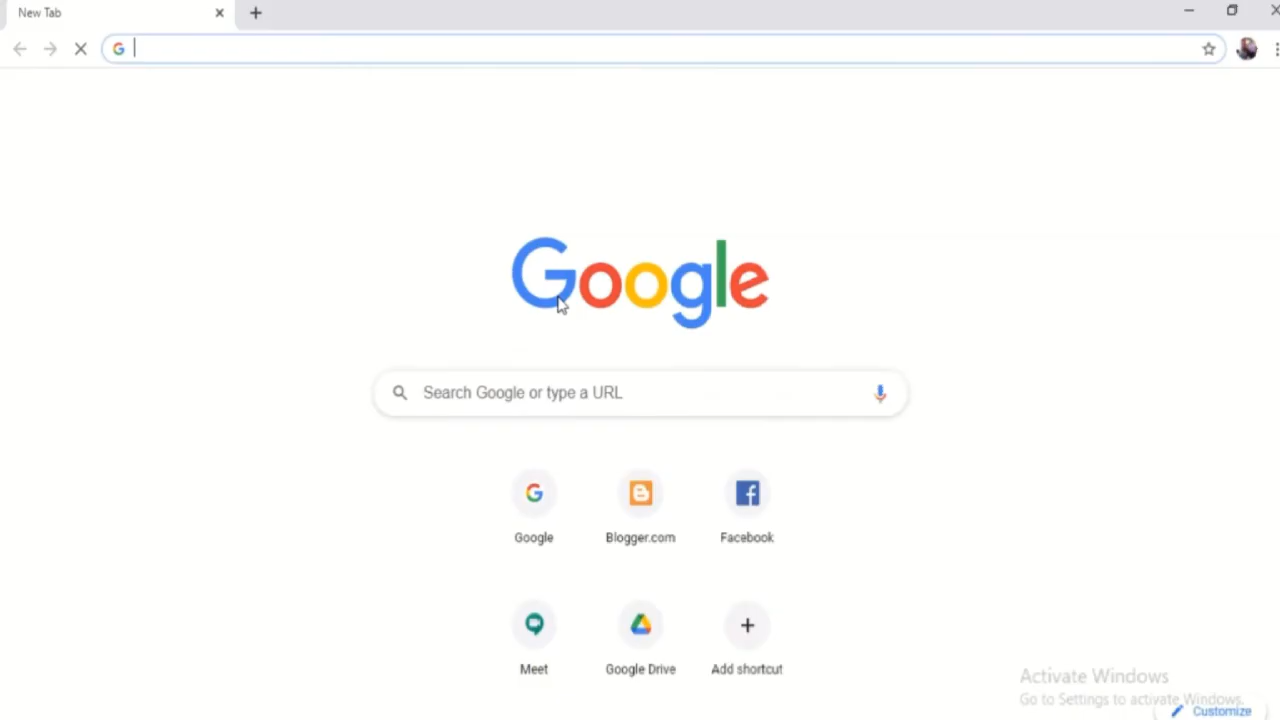 New Tab
Google
Search Google or type a URL
Google
Blogger.com
Facebook
Meet
Google Drive
Add shortcut
Activate Windows
Go to Settings to activate Windows.
Customize